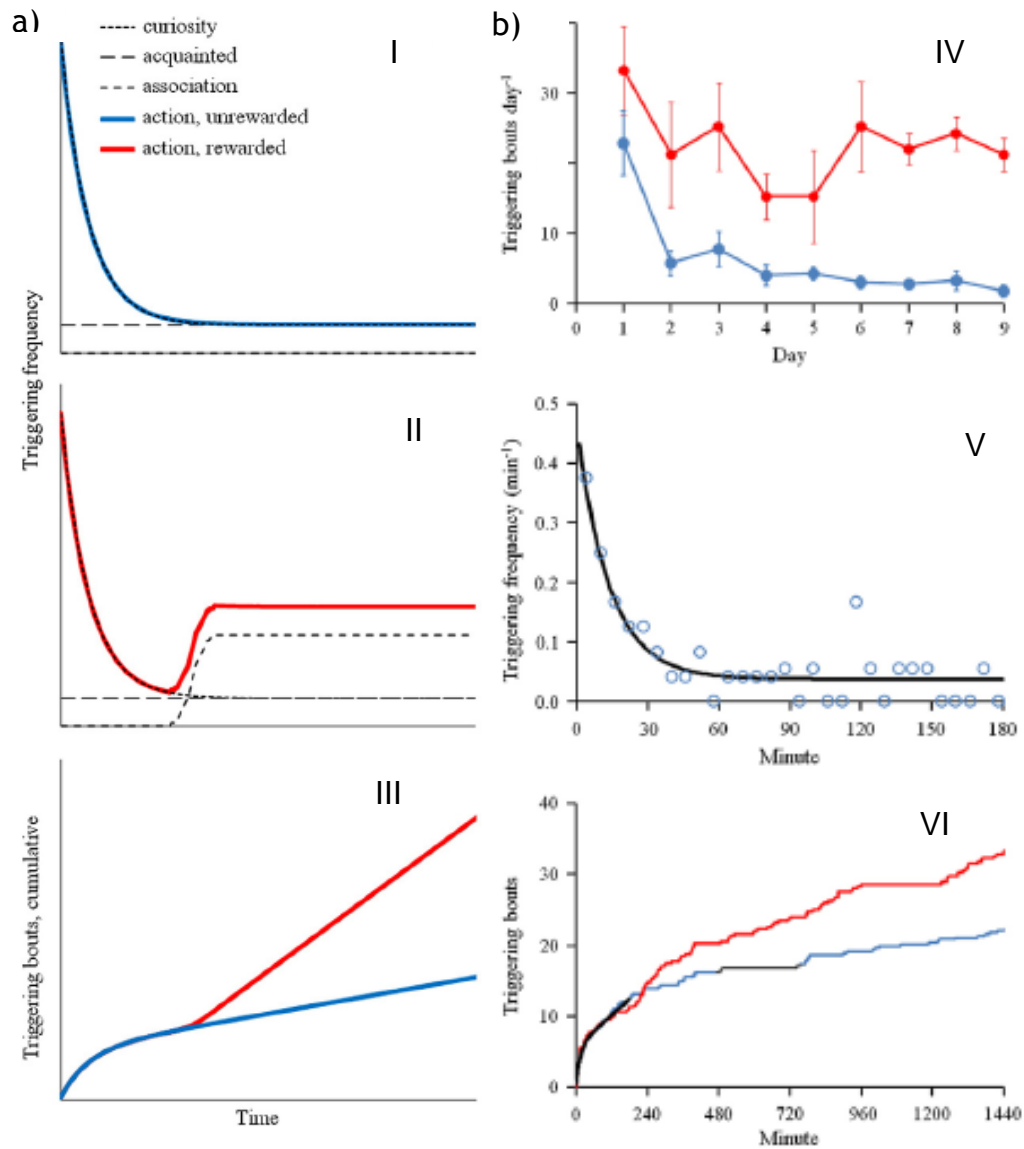 a)
curiosity
acquainted
association
action, unrewarded
action, rewarded
I
Triggering frequency
II
III
Triggering bouts, cumulative
Time
b)
IV
Triggering bouts day-1
30
10
0
0 1 2 3 4 5 6 7 8 9
Day
V
Triggering frequency (min-1)
0.5
0.4
0.3
0.2
0.1
0.0
0 30 60 90 120 150 180
Minute
VI
Triggering bouts
40
30
20
10
0
0 240 480 720 960 1200 1440
Minute